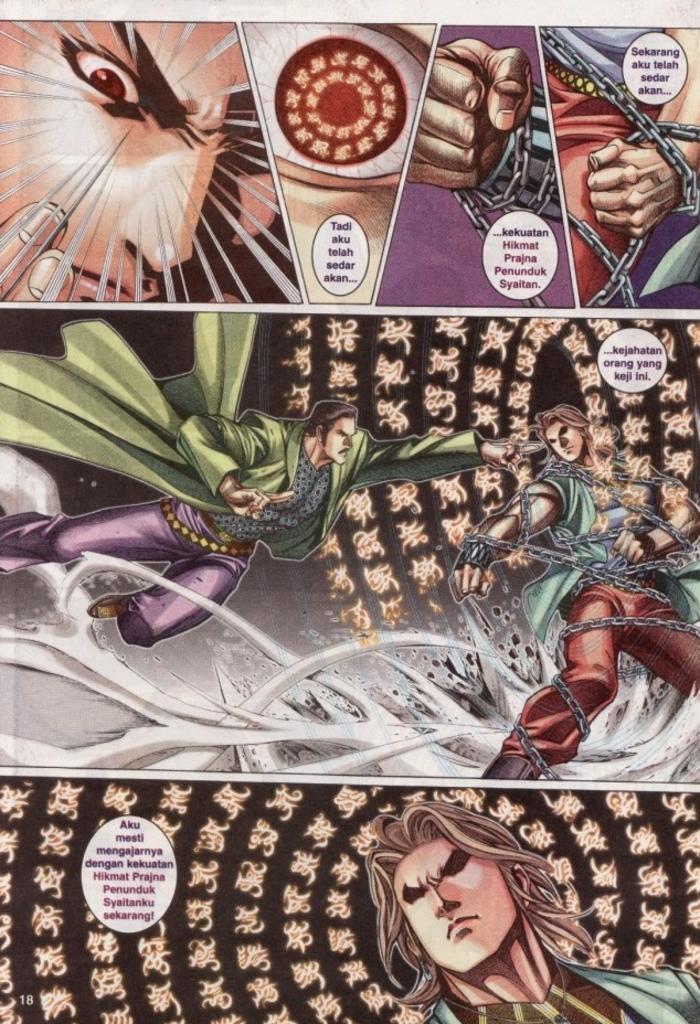 Tadi
aku
telah
sedar
akan...
...kekuatan
Hikmat
Prajna
Penunduk
Syaitan.
Sekarang
aku telah
sedar
akan...
...kejahatan
orang yang
keji ini.
Aku
mesti
mengajarnya
dengan kekuatan
Hikmat Prajna
Penunduk
Syaitanku
sekarang!
18